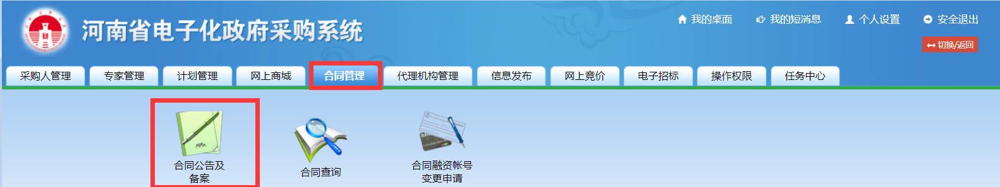 河南省电子化政府采购系统
我的桌面 我的短消息 个人设置 安全退出
切换/返回
采购人管理 专家管理 计划管理 网上商城 合同管理 代理机构管理 信息发布 网上竞价 电子招标 操作权限 任务中心
合同公告及
备案
合同查询
合同融资帐号
变更申请